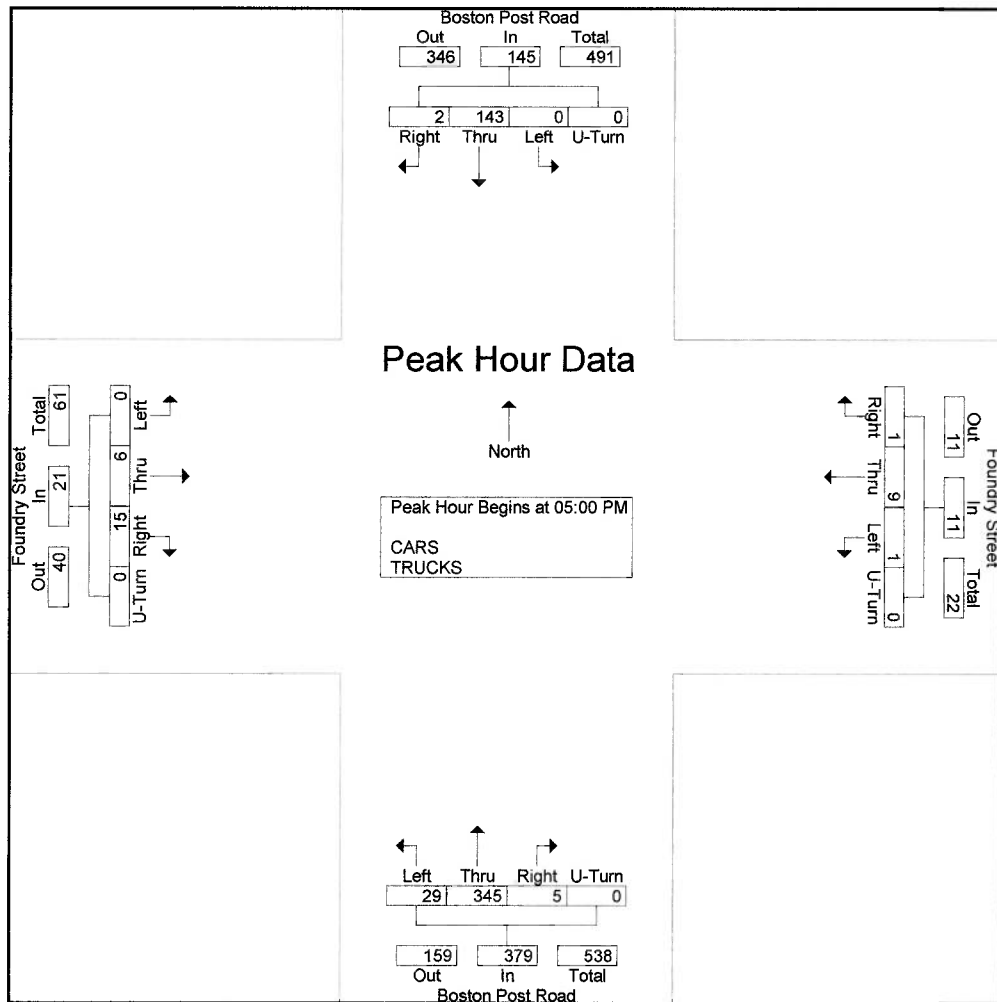 Boston Post Road
Out In Total
346 145 491
2 143 0 0
Right Thru Left U-Turn
Peak Hour Data
North
Peak Hour Begins at 05:00 PM
CARS
TRUCKS
Foundry Street
Total In Out
61 21 40
0 6 15 0
Left Thru Right U-Turn
Right Thru Left U-Turn
1 9 1 0
Out In Total
11 11 22
Foundry Street
Left Thru Right U-Turn
29 345 5 0
159 379 538
Out In Total
Boston Post Road